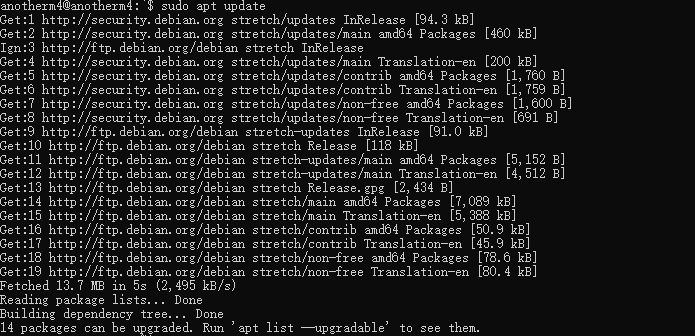 anotherm4@anotherm4:~$ sudo apt update
Get:1 http://security.debian.org stretch/updates InRelease [94.3 kB]
Get:2 http://security.debian.org stretch/updates/main amd64 Packages [460 kB]
Ign:3 http://ftp.debian.org/debian stretch InRelease
Get:4 http://security.debian.org stretch/updates/main Translation-en [200 kB]
Get:5 http://security.debian.org stretch/updates/contrib amd64 Packages [1,760 B]
Get:6 http://security.debian.org stretch/updates/contrib Translation-en [1,759 B]
Get:7 http://security.debian.org stretch/updates/non-free amd64 Packages [1,600 B]
Get:8 http://security.debian.org stretch/updates/non-free Translation-en [691 B]
Get:9 http://ftp.debian.org/debian stretch-updates InRelease [91.0 kB]
Get:10 http://ftp.debian.org/debian stretch Release [118 kB]
Get:11 http://ftp.debian.org/debian stretch-updates/main amd64 Packages [5,152 B]
Get:12 http://ftp.debian.org/debian stretch-updates/main Translation-en [4,512 B]
Get:13 http://ftp.debian.org/debian stretch Release.gpg [2,434 B]
Get:14 http://ftp.debian.org/debian stretch/main amd64 Packages [7,089 kB]
Get:15 http://ftp.debian.org/debian stretch/main Translation-en [5,388 kB]
Get:16 http://ftp.debian.org/debian stretch/contrib amd64 Packages [50.9 kB]
Get:17 http://ftp.debian.org/debian stretch/contrib Translation-en [45.9 kB]
Get:18 http://ftp.debian.org/debian stretch/non-free amd64 Packages [78.6 kB]
Get:19 http://ftp.debian.org/debian stretch/non-free Translation-en [80.4 kB]
Fetched 13.7 MB in 5s (2,495 kB/s)
Reading package lists... Done
Building dependency tree... Done
14 packages can be upgraded. Run 'apt list --upgradable' to see them.